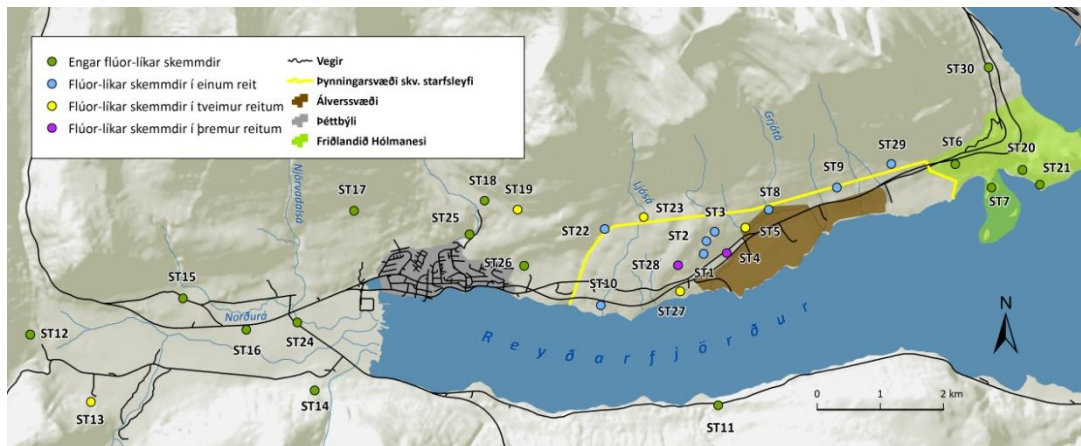 Engar flúor-líkar skemmdir
Flúor-líkar skemmdir í einum reit
Flúor-líkar skemmdir í tveimur reitum
Flúor-líkar skemmdir í þremur reitum
Vegir
Þynningarsvæði skv. starfsleyfi
Álverssvæði
Þéttbýli
Friðlandið Hólmanesi
ST30
Njörvadalsá
Grjótá
ST29
ST6
ST20
ST21
ST9
ST7
ST17
ST18
ST19
Ljósá
ST8
ST3
ST23
ST25
ST22
ST2
ST5
ST26
ST28
ST1
ST4
ST15
ST10
ST27
Norðurá
ST12
ST16
ST24
Reyðarfjörður
N
ST13
ST14
ST11
0 1 2 km